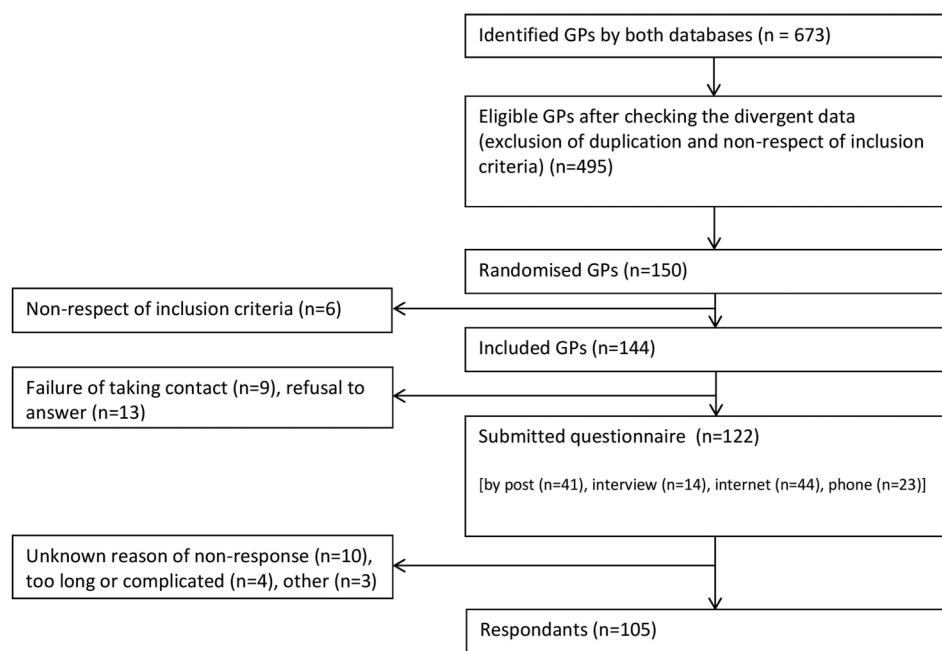 Identified GPs by both databases (n = 673)
Eligible GPs after checking the divergent data
(exclusion of duplication and non-respect of inclusion
criteria) (n=495)
Randomised GPs (n=150)
Non-respect of inclusion criteria (n=6)
Included GPs (n=144)
Failure of taking contact (n=9), refusal to
answer (n=13)
Submitted questionnaire (n=122)
[by post (n=41), interview (n=14), internet (n=44), phone (n=23)]
Unknown reason of non-response (n=10),
too long or complicated (n=4), other (n=3)
Respondants (n=105)